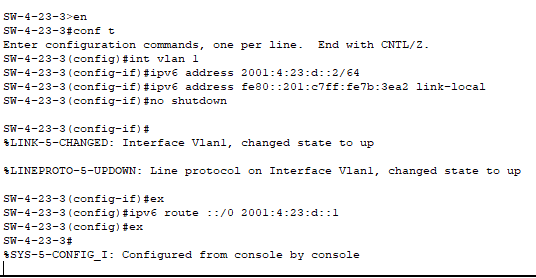 SW-4-23-3>en
SW-4-23-3#conf t
Enter configuration commands, one per line.  End with CNTL/Z.
SW-4-23-3(config)#int vlan 1
SW-4-23-3(config-if)#ipv6 address 2001:4:23:d::2/64
SW-4-23-3(config-if)#ipv6 address fe80::201:c7ff:fe7b:3ea2 link-local
SW-4-23-3(config-if)#no shutdown
SW-4-23-3(config-if)#
%LINK-5-CHANGED: Interface Vlan1, changed state to up
%LINEPROTO-5-UPDOWN: Line protocol on Interface Vlan1, changed state to up
SW-4-23-3(config-if)#ex
SW-4-23-3(config)#ipv6 route ::/0 2001:4:23:d::1
SW-4-23-3(config)#ex
SW-4-23-3#
%SYS-5-CONFIG_I: Configured from console by console